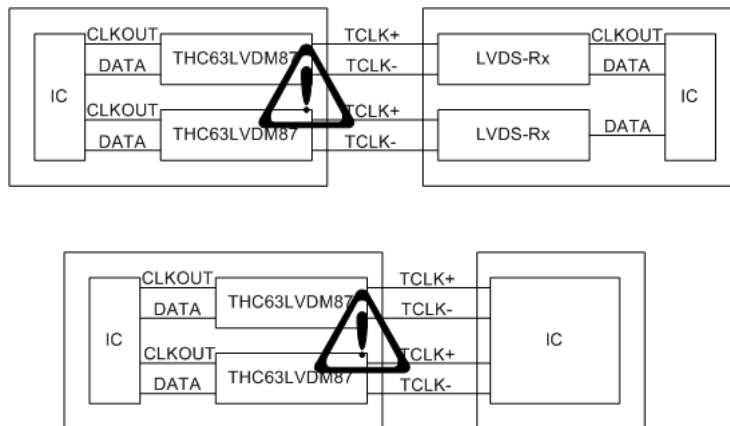 CLKOUT THC63LVDM87 TCLK+ LVDS-Rx CLKOUT
DATA TCLK- DATA
IC IC
CLKOUT THC63LVDM87 TCLK+ LVDS-Rx DATA
DATA TCLK-
CLKOUT THC63LVDM87 TCLK+
DATA TCLK-
IC IC
CLKOUT THC63LVDM87 TCLK+
DATA TCLK-